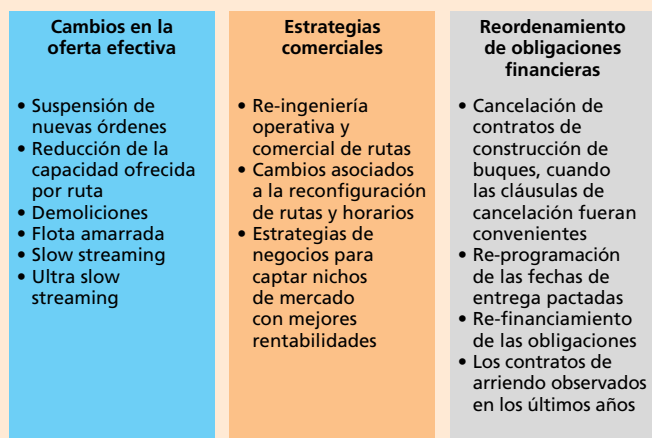 Cambios en la
oferta efectiva
• Suspensión de
nuevas órdenes
• Reducción de la
capacidad ofrecida
por ruta
• Demoliciones
• Flota amarrada
• Slow streaming
• Ultra slow
streaming
Estrategias
comerciales
• Re-ingeniería
operativa y
comercial de rutas
• Cambios asociados
a la reconfiguración
de rutas y horarios
• Estrategias de
negocios para
captar nichos
de mercado
con mejores
rentabilidades
Reordenamiento
de obligaciones
financieras
• Cancelación de
contratos de
construcción de
buques, cuando
las cláusulas de
cancelación fueran
convenientes
• Re-programación
de las fechas de
entrega pactadas
• Re-financiamiento
de las obligaciones
• Los contratos de
arriendo observados
en los últimos años